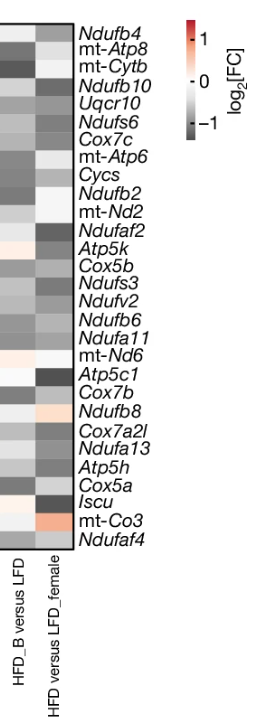 Ndufb4
mt-Atp8
mt-Cytb
Ndufb10
Uqcr10
Ndufs6
Cox7c
mt-Atp6
Cycs
Ndufb2
mt-Nd2
Ndufaf2
Atp5k
Cox5b
Ndufs3
Ndufv2
Ndufb6
Ndufa11
mt-Nd6
Atp5c1
Cox7b
Ndufb8
Cox7a2l
Ndufa13
Atp5h
Cox5a
Iscu
mt-Co3
Ndufaf4
1
0
−1
log2[FC]
HFD_B versus LFD
HFD versus LFD_female